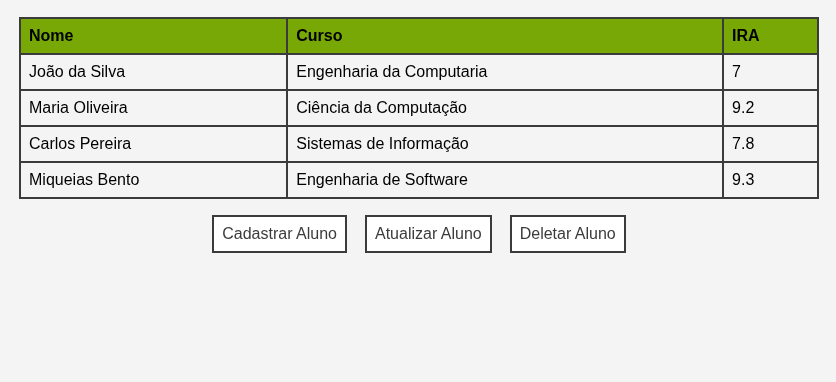 Nome Curso IRA
João da Silva Engenharia da Computaria 7
Maria Oliveira Ciência da Computação 9.2
Carlos Pereira Sistemas de Informação 7.8
Miqueias Bento Engenharia de Software 9.3
Cadastrar Aluno Atualizar Aluno Deletar Aluno